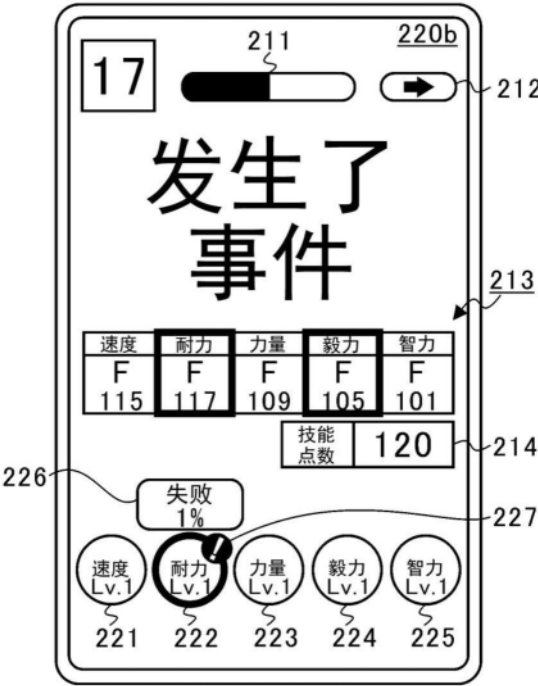 220b
211
17
212
发生了
事件
213
速度 耐力 力量 毅力 智力
F F F F F
115 117 109 105 101
技能
点数
120
214
226
失败
1%
227
!
速度 耐力 力量 毅力 智力
Lv.1 Lv.1 Lv.1 Lv.1 Lv.1
221 222 223 224 225